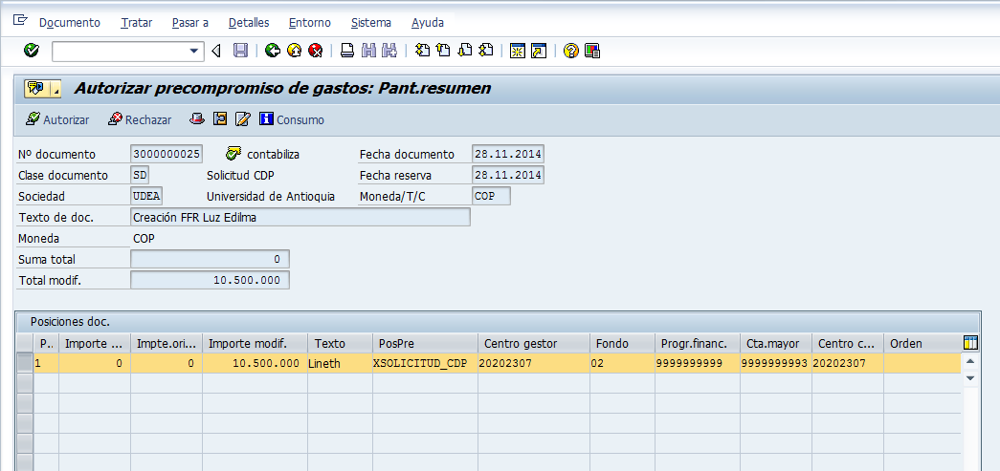 Documento Tratar Pasar a Detalles Entorno Sistema Ayuda
Autorizar precompromiso de gastos: Pant.resumen
Autorizar Rechazar Consumo
Nº documento 3000000025 contabiliza Fecha documento 28.11.2014
Clase documento SD Solicitud CDP Fecha reserva 28.11.2014
Sociedad UDEA Universidad de Antioquia Moneda/T/C COP
Texto de doc. Creación FFR Luz Edilma
Moneda COP
Suma total 0
Total modif. 10.500.000
Posiciones doc.
P.. Importe ... Impte.ori... Importe modif. Texto PosPre Centro gestor Fondo Progr.financ. Cta.mayor Centro c... Orden
1 0 0 10.500.000 Lineth XSOLICITUD_CDP 20202307 02 9999999999 9999999993 20202307